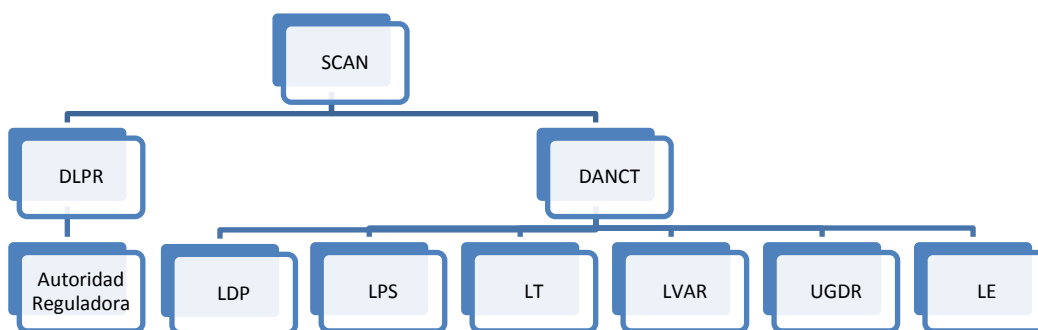 SCAN
DLPR
DANCT
Autoridad
Reguladora
LDP
LPS
LT
LVAR
UGDR
LE